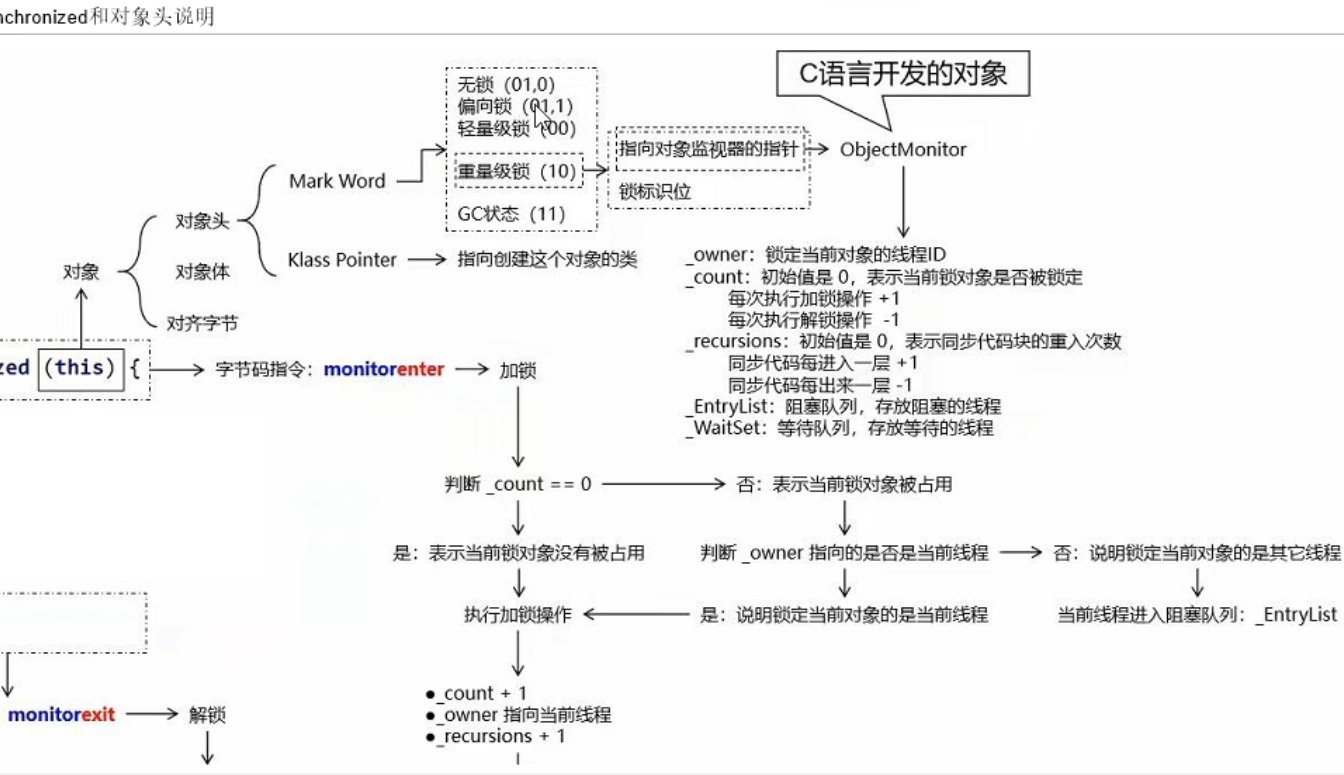 nchronized和对象头说明
C语言开发的对象
无锁（01,0）
偏向锁（01,1）
轻量级锁（00）
重量级锁（10）
GC状态（11）
指向对象监视器的指针
锁标识位
ObjectMonitor
Mark Word
对象头
Klass Pointer
指向创建这个对象的类
对象
对象体
对齐字节
_owner：锁定当前对象的线程ID
_count：初始值是 0，表示当前锁对象是否被锁定
每次执行加锁操作 +1
每次执行解锁操作 -1
_recursions：初始值是 0，表示同步代码块的重入次数
同步代码每进入一层 +1
同步代码每出来一层 -1
_EntryList：阻塞队列，存放阻塞的线程
_WaitSet：等待队列，存放等待的线程
zed (this) {
字节码指令：monitorenter
加锁
判断 _count == 0
否：表示当前锁对象被占用
是：表示当前锁对象没有被占用
判断 _owner 指向的是否是当前线程
否：说明锁定当前对象的是其它线程
执行加锁操作
是：说明锁定当前对象的是当前线程
当前线程进入阻塞队列：_EntryList
●_count + 1
●_owner 指向当前线程
●_recursions + 1
monitorexit
解锁